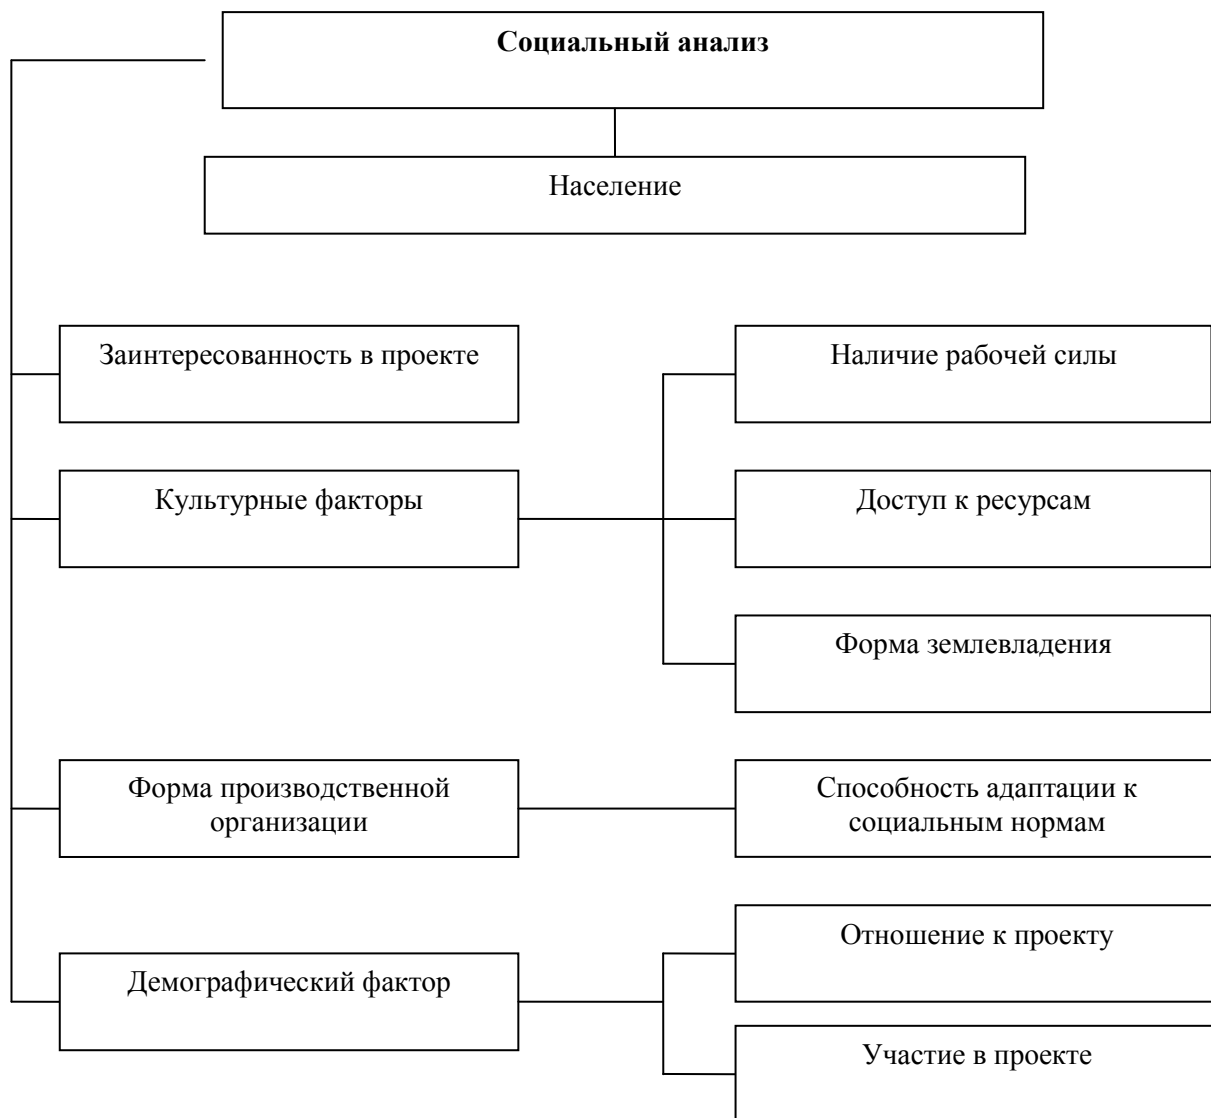 Социальный анализ
Население
Заинтересованность в проекте
Наличие рабочей силы
Культурные факторы
Доступ к ресурсам
Форма землевладения
Форма производственной
организации
Способность адаптации к
социальным нормам
Отношение к проекту
Демографический фактор
Участие в проекте